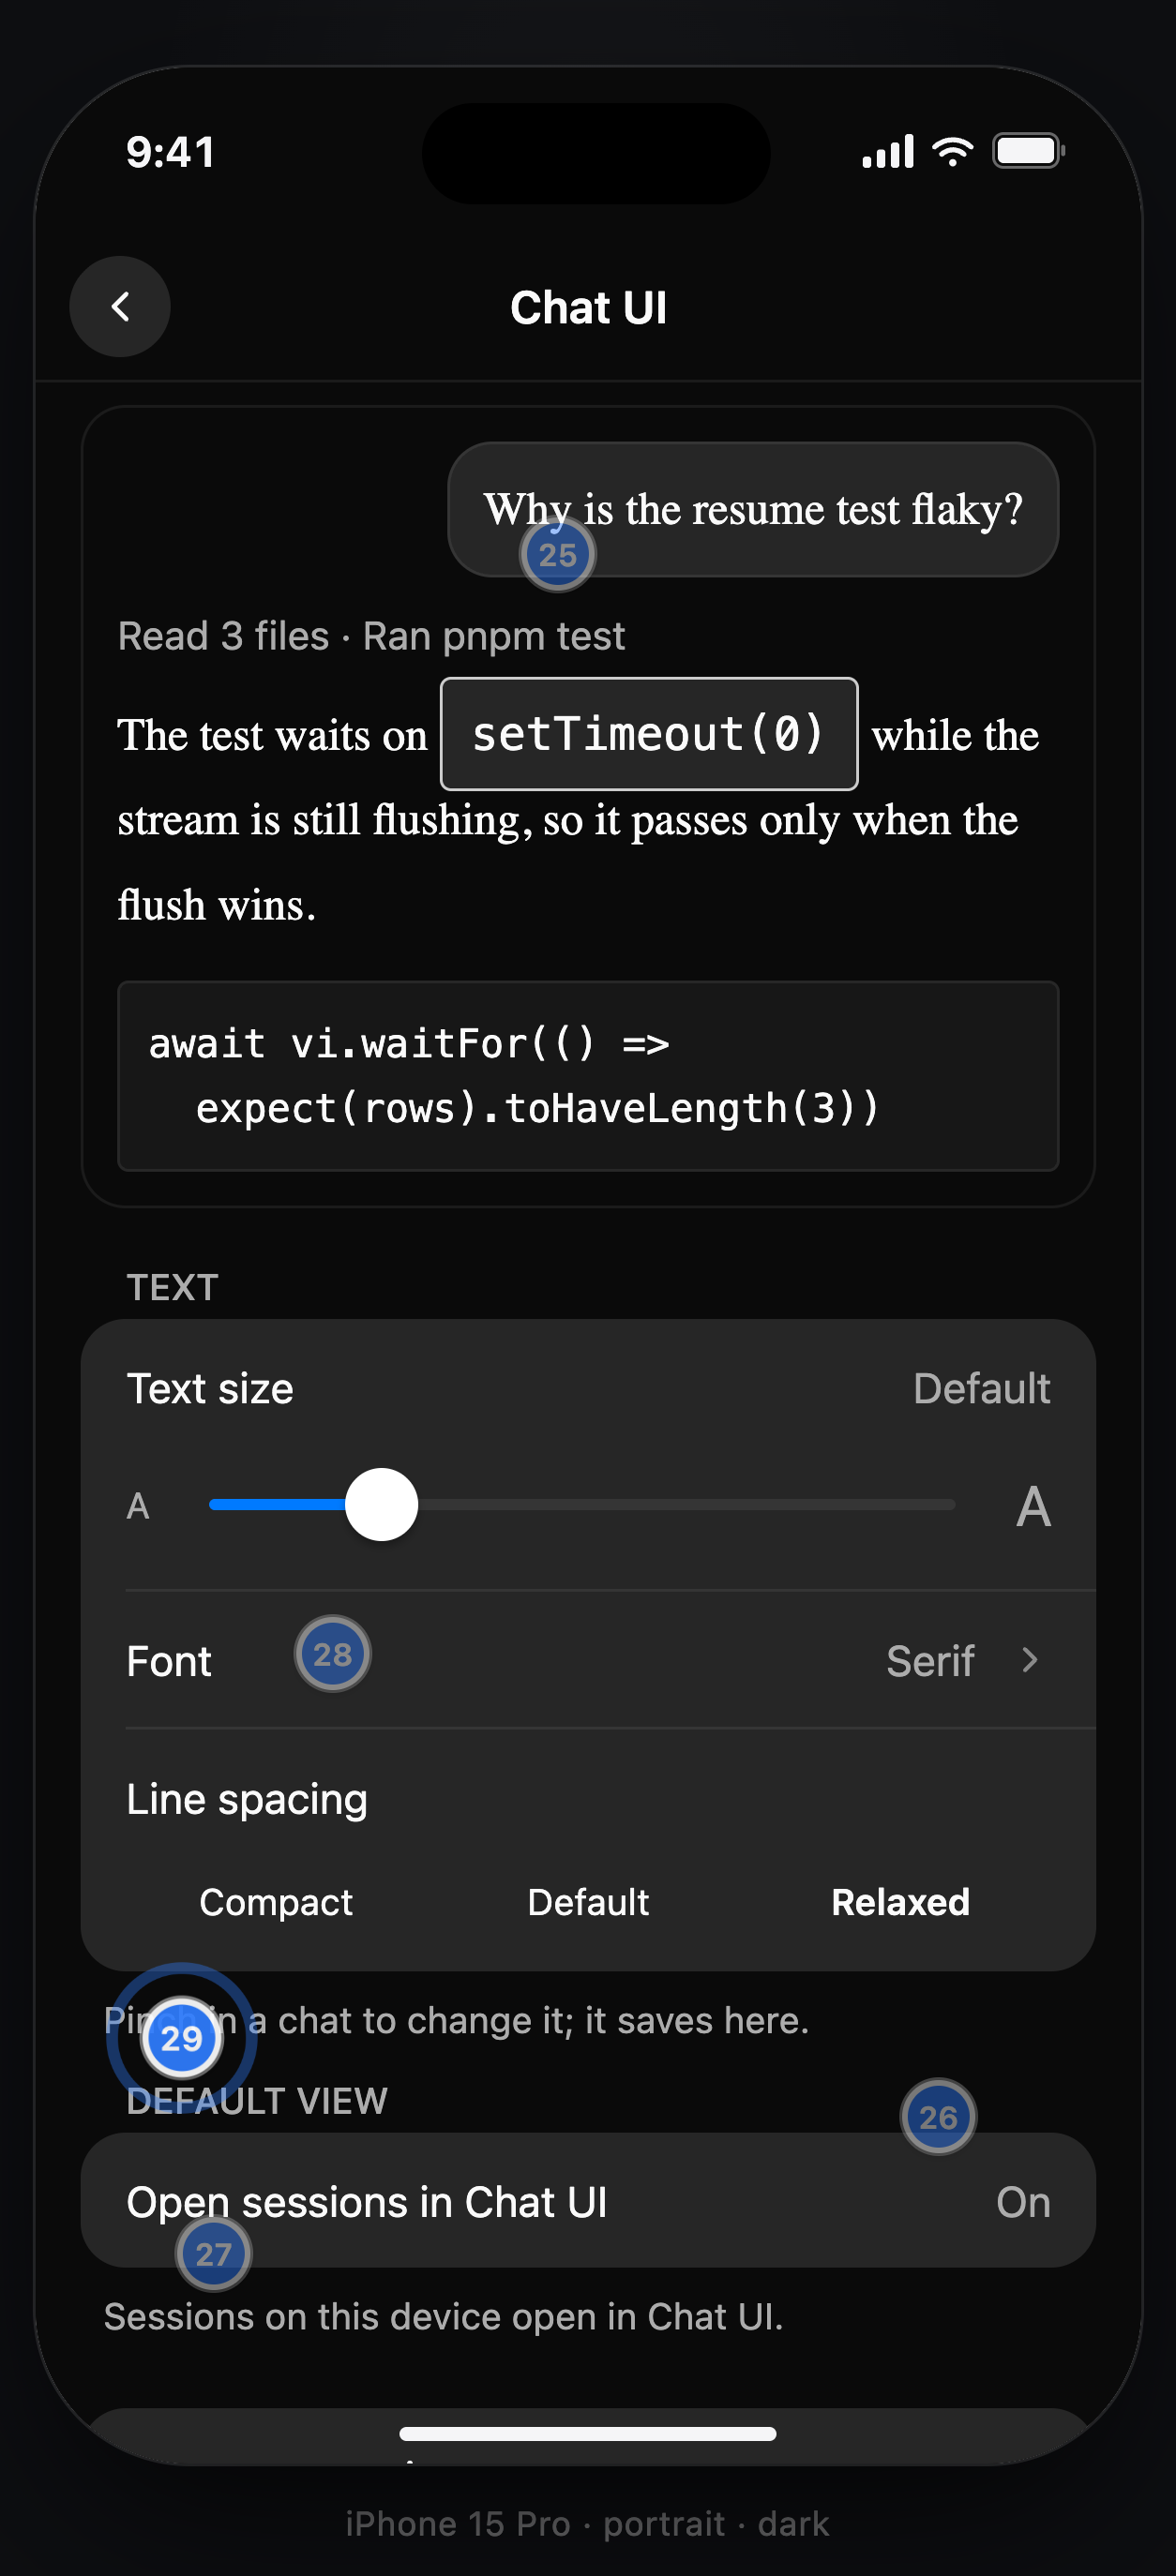 9:41
Chat UI
Why is the resume test flaky?
25
Read 3 files · Ran pnpm test
The test waits on setTimeout(0) while the
stream is still flushing, so it passes only when the
flush wins.
await vi.waitFor(() =>
expect(rows).toHaveLength(3))
TEXT
Text size Default
A A
Font 28 Serif
Line spacing
Compact Default Relaxed
in a chat to change it; it saves here.
29
DEFAULT VIEW
26
Open sessions in Chat UI On
27
Sessions on this device open in Chat UI.
iPhone 15 Pro · portrait · dark